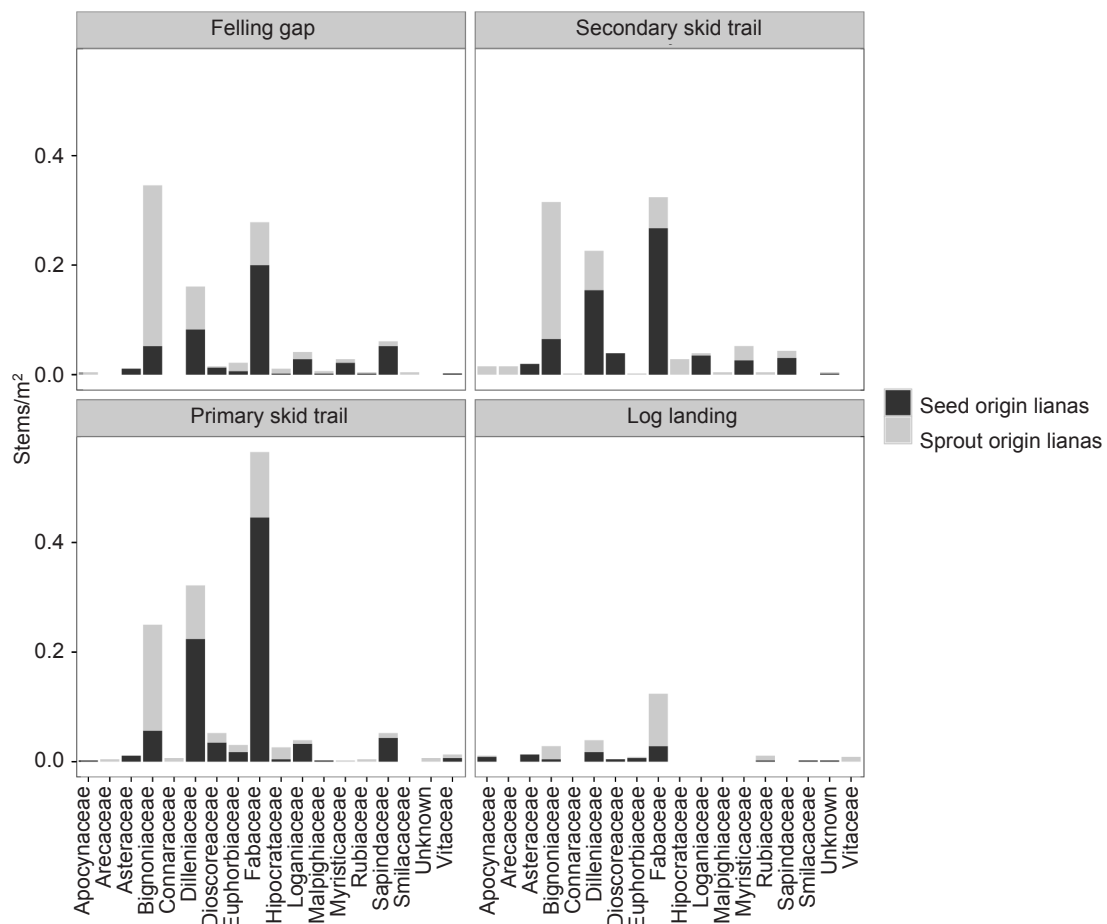 Felling gap
Secondary skid trail
0.4
0.2
0.0
Primary skid trail
Log landing
0.4
0.2
0.0
Stems/m²
Seed origin lianas
Sprout origin lianas
Apocynaceae
Arecaceae
Asteraceae
Bignoniaceae
Connaraceae
Dilleniaceae
Dioscoreaceae
Euphorbiaceae
Fabaceae
Hipocrataceae
Loganiaceae
Malpighiaceae
Myristicaceae
Rubiaceae
Sapindaceae
Smilacaceae
Unknown
Vitaceae
Apocynaceae
Arecaceae
Asteraceae
Bignoniaceae
Connaraceae
Dilleniaceae
Dioscoreaceae
Euphorbiaceae
Fabaceae
Hipocrataceae
Loganiaceae
Malpighiaceae
Myristicaceae
Rubiaceae
Sapindaceae
Smilacaceae
Unknown
Vitaceae